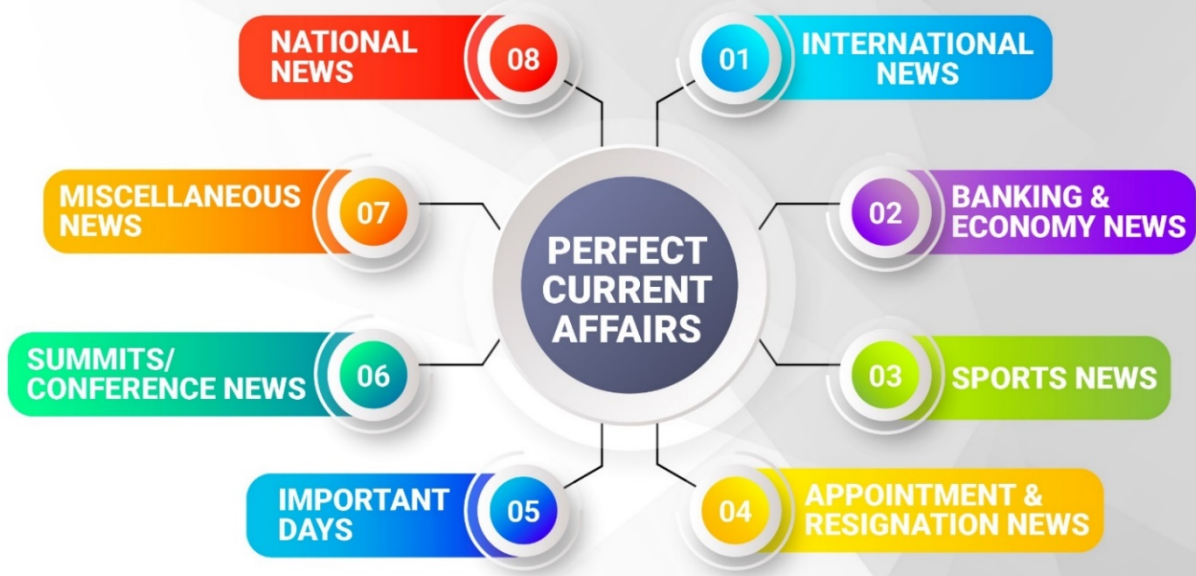 NATIONAL
NEWS
08
01
INTERNATIONAL
NEWS
MISCELLANEOUS
NEWS
07
02
BANKING &
ECONOMY NEWS
PERFECT
CURRENT
AFFAIRS
SUMMITS/
CONFERENCE NEWS
06
03
SPORTS NEWS
IMPORTANT
DAYS
05
04
APPOINTMENT &
RESIGNATION NEWS